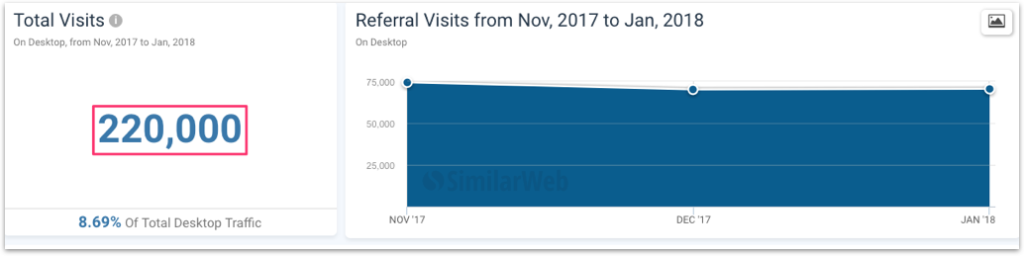 Total Visits
On Desktop, from Nov, 2017 to Jan, 2018
220,000
8.69% Of Total Desktop Traffic
Referral Visits from Nov, 2017 to Jan, 2018
On Desktop
75,000
50,000
25,000
SimilarWeb
NOV '17
DEC '17
JAN '18